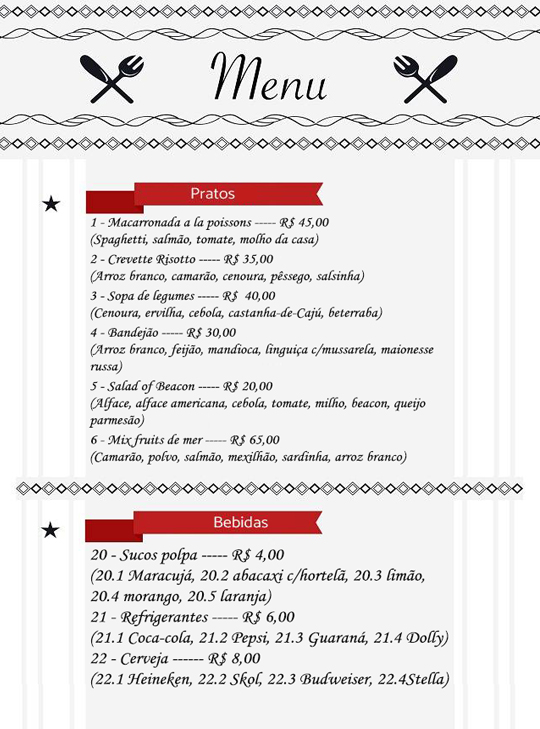 Menu
Pratos
1 - Macarronada a la poissons ----- R$ 45,00
(Spaghetti, salmão, tomate, molho da casa)
2 - Crevette Risotto ----- R$ 35,00
(Arroz branco, camarão, cenoura, pêssego, salsinha)
3 - Sopa de legumes ----- R$ 40,00
(Cenoura, ervilha, cebola, castanha-de-Cajú, beterraba)
4 - Bandejão ----- R$ 30,00
(Arroz branco, feijão, mandioca, linguiça c/mussarela, maionesse
russa)
5 - Salad of Beacon ----- R$ 20,00
(Alface, alface americana, cebola, tomate, milho, beacon, queijo
parmesão)
6 - Mix fruits de mer ----- R$ 65,00
(Camarão, polvo, salmão, mexilhão, sardinha, arroz branco)
Bebidas
20 - Sucos polpa ----- R$ 4,00
(20.1 Maracujá, 20.2 abacaxi c/hortelã, 20.3 limão,
20.4 morango, 20.5 laranja)
21 - Refrigerantes ----- R$ 6,00
(21.1 Coca-cola, 21.2 Pepsi, 21.3 Guaraná, 21.4 Dolly)
22 - Cerveja ------ R$ 8,00
(22.1 Heineken, 22.2 Skol, 22.3 Budweiser, 22.4Stella)